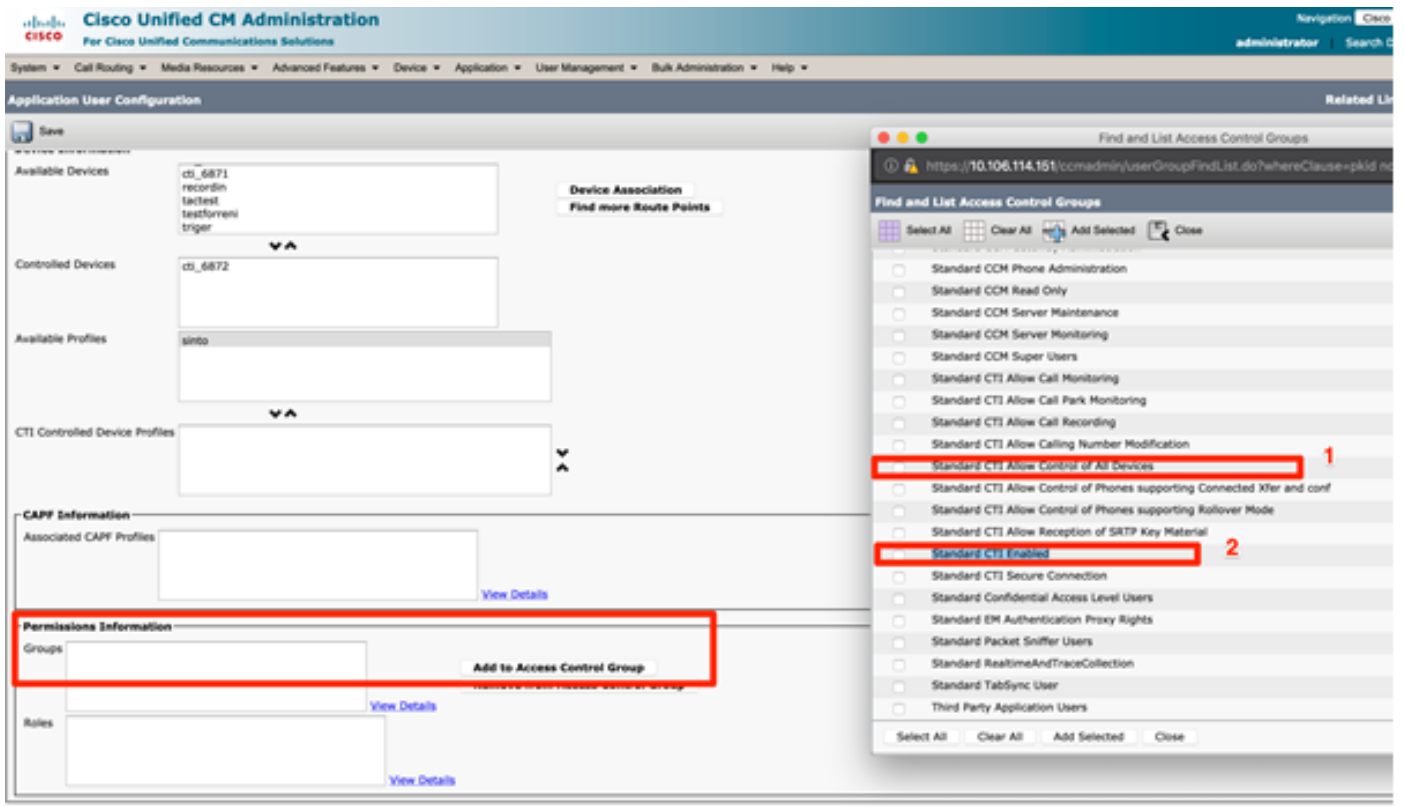 cisco
Cisco Unified CM Administration
For Cisco Unified Communications Solutions
Navigation Cisco
administrator Search D
System Call Routing Media Resources Advanced Features Device Application User Management Bulk Administration Help
Application User Configuration
Related Lin
Save
Available Devices
cti_6871
recordin
tactest
testforreni
triger
Device Association
Find more Route Points
Controlled Devices
cti_6872
Available Profiles
sinto
CTI Controlled Device Profiles
CAPF Information
Associated CAPF Profiles
View Details
Permissions Information
Groups
Add to Access Control Group
View Details
Roles
View Details
Find and List Access Control Groups
https://10.106.114.151/ccmadmin/userGroupFindList.do?whereClause=pkid no
Find and List Access Control Groups
Select All Clear All Add Selected Close
Standard CCM Phone Administration
Standard CCM Read Only
Standard CCM Server Maintenance
Standard CCM Server Monitoring
Standard CCM Super Users
Standard CTI Allow Call Monitoring
Standard CTI Allow Call Park Monitoring
Standard CTI Allow Call Recording
Standard CTI Allow Calling Number Modification
Standard CTI Allow Control of All Devices
1
Standard CTI Allow Control of Phones supporting Connected Xfer and conf
Standard CTI Allow Control of Phones supporting Rollover Mode
Standard CTI Allow Reception of SRTP Key Material
Standard CTI Enabled
2
Standard CTI Secure Connection
Standard Confidential Access Level Users
Standard EM Authentication Proxy Rights
Standard Packet Sniffer Users
Standard RealtimeAndTraceCollection
Standard TabSync User
Third Party Application Users
Select All Clear All Add Selected Close